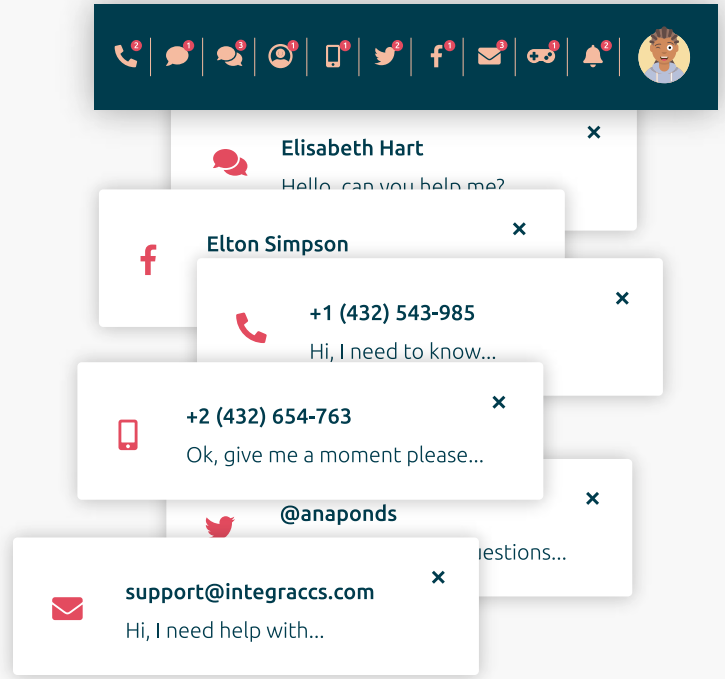 2 1 3 1 1 2 1 3 1 2
Elisabeth Hart
Hello, can you help me?
Elton Simpson
+1 (432) 543-985
Hi, I need to know...
+2 (432) 654-763
Ok, give me a moment please...
@anaponds
support@integraccs.com
Hi, I need help with...